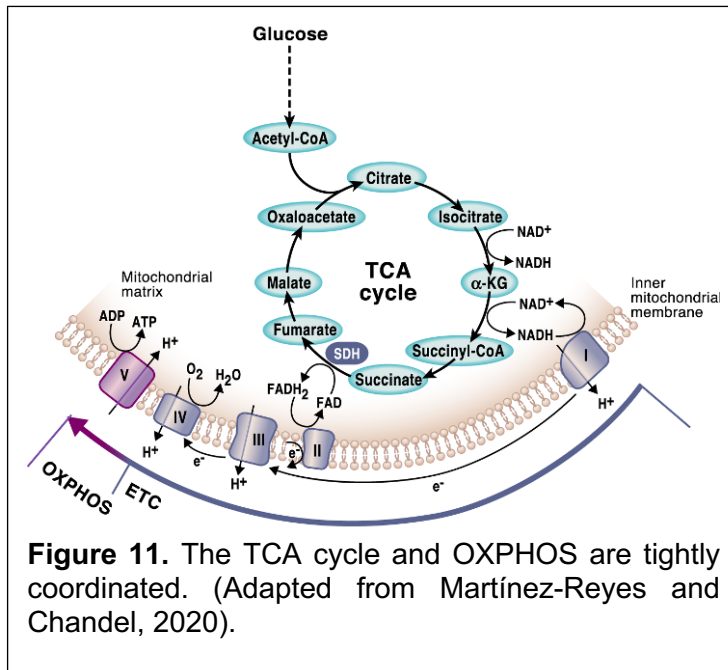 Glucose
Acetyl-CoA
Citrate
Oxaloacetate
Isocitrate
NAD+
NADH
TCA
cycle
Malate
α-KG
Mitochondrial
matrix
Inner
mitochondrial
membrane
NAD+
NADH
Fumarate
Succinyl-CoA
SDH
Succinate
ADP
ATP
H+
V
O2
H2O
IV
H+
FADH2
FAD
III
e-
II
I
H+
e-
H+
e-
OXPHOS
ETC
Figure 11. The TCA cycle and OXPHOS are tightly
coordinated. (Adapted from Martínez-Reyes and
Chandel, 2020).